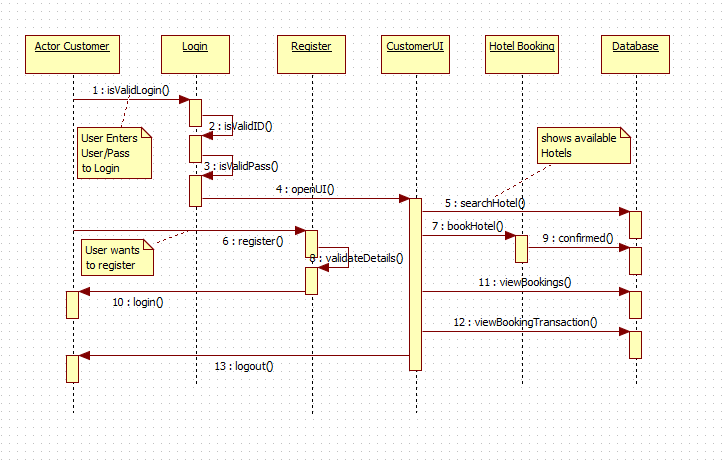 Actor Customer
Login
Register
CustomerUI
Hotel Booking
Database
1 : isValidLogin()
User Enters
User/Pass
to Login
2 : isValidID()
shows available
Hotels
3 : isValidPass()
4 : openUI()
5 : searchHotel()
7 : bookHotel()
6 : register()
9 : confirmed()
User wants
to register
8 : validateDetails()
11 : viewBookings()
10 : login()
12 : viewBookingTransaction()
13 : logout()